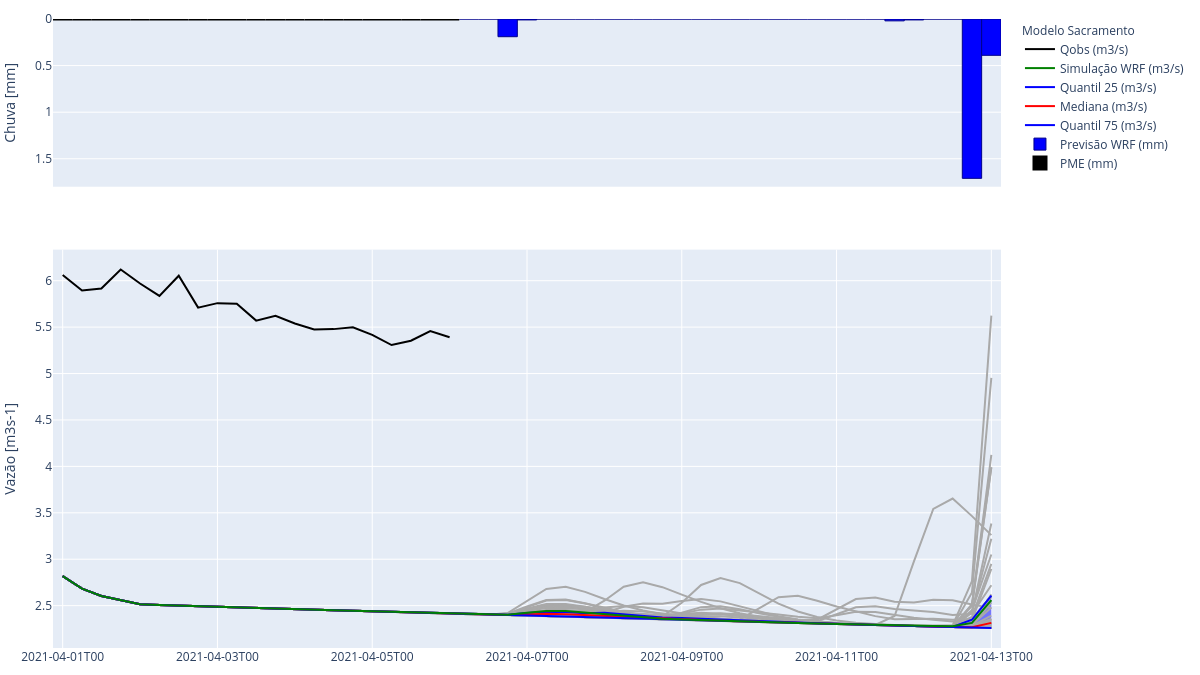 Chuva [mm]
0
0.5
1
1.5
Modelo Sacramento
Qobs (m3/s)
Simulação WRF (m3/s)
Quantil 25 (m3/s)
Mediana (m3/s)
Quantil 75 (m3/s)
Previsão WRF (mm)
PME (mm)
Vazão [m3s-1]
6
5.5
5
4.5
4
3.5
3
2.5
2021-04-01T00
2021-04-03T00
2021-04-05T00
2021-04-07T00
2021-04-09T00
2021-04-11T00
2021-04-13T00